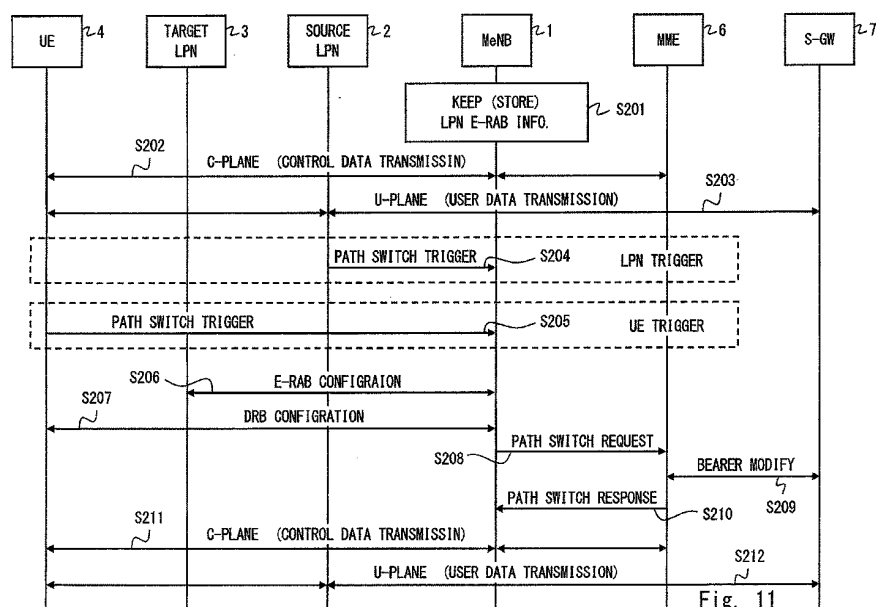 UE
4
TARGET
LPN
3
SOURCE
LPN
2
MeNB
1
MME
6
S-GW
7
KEEP (STORE)
LPN E-RAB INFO.
S201
S202
C-PLANE (CONTROL DATA TRANSMISSIN)
U-PLANE (USER DATA TRANSMISSION)
S203
PATH SWITCH TRIGGER
S204
LPN TRIGGER
PATH SWITCH TRIGGER
S205
UE TRIGGER
S206
E-RAB CONFIGRAION
S207
DRB CONFIGRATION
S208
PATH SWITCH REQUEST
BEARER MODIFY
S209
PATH SWITCH RESPONSE
S210
S211
C-PLANE (CONTROL DATA TRANSMISSIN)
U-PLANE (USER DATA TRANSMISSION)
S212
Fig. 11